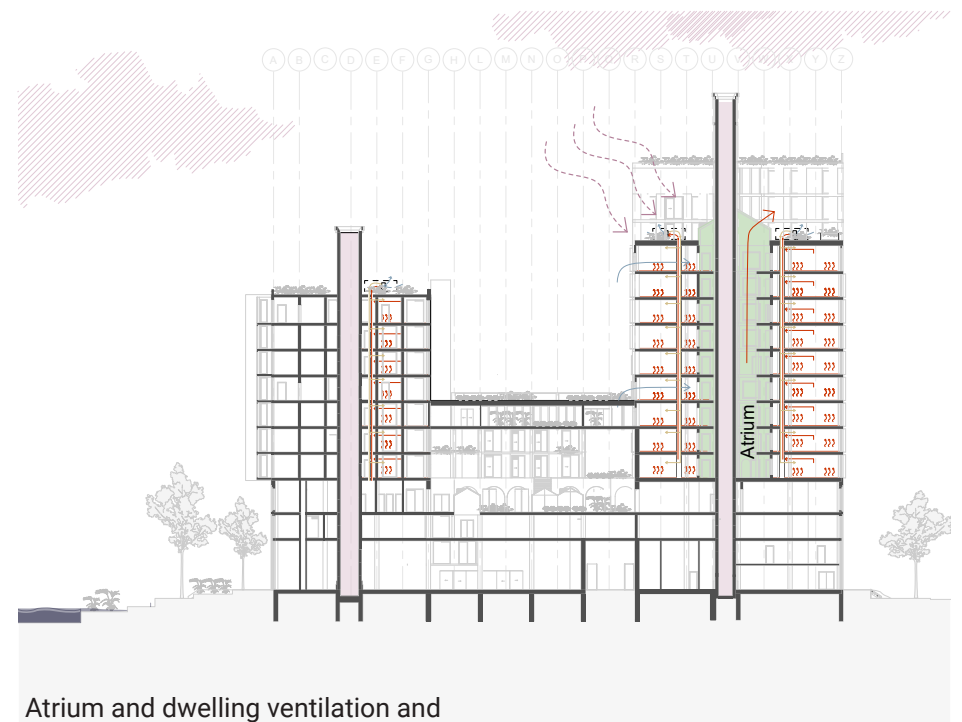 A B C D E F G H L M N O P Q R S T U V W Y Z
Atrium
Atrium and dwelling ventilation and